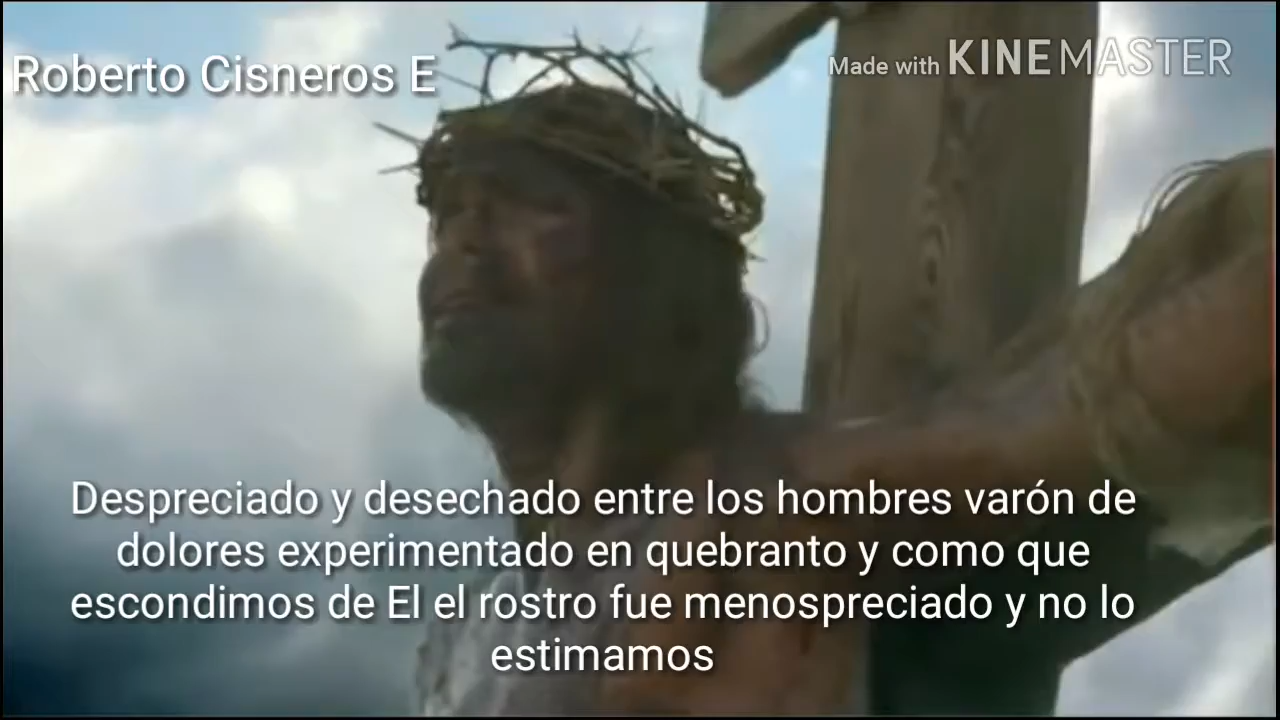 Roberto Cisneros E
Made with KINEMASTER
Despreciado y desechado entre los hombres varón de
dolores experimentado en quebranto y como que
escondimos de El el rostro fue menospreciado y no lo
estimamos